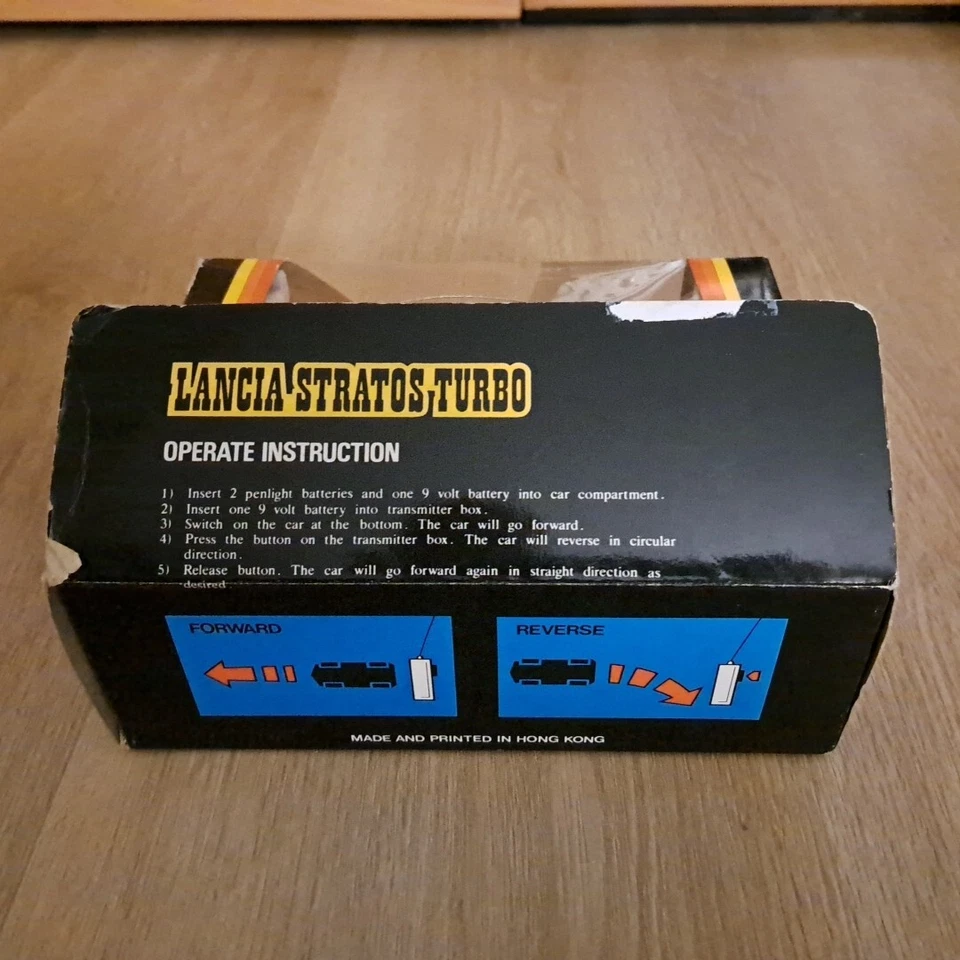 LANCIA STRATOS TURBO
OPERATE INSTRUCTION
1) Insert 2 penlight batteries and one 9 volt battery into car compartment.
2) Insert one 9 volt battery into transmitter box.
3) Switch on the car at the bottom. The car will go forward.
4) Press the button on the transmitter box. The car will reverse in circular
direction.
5) Release button. The car will go forward again in straight direction as
desired.
FORWARD
REVERSE
MADE AND PRINTED IN HONG KONG